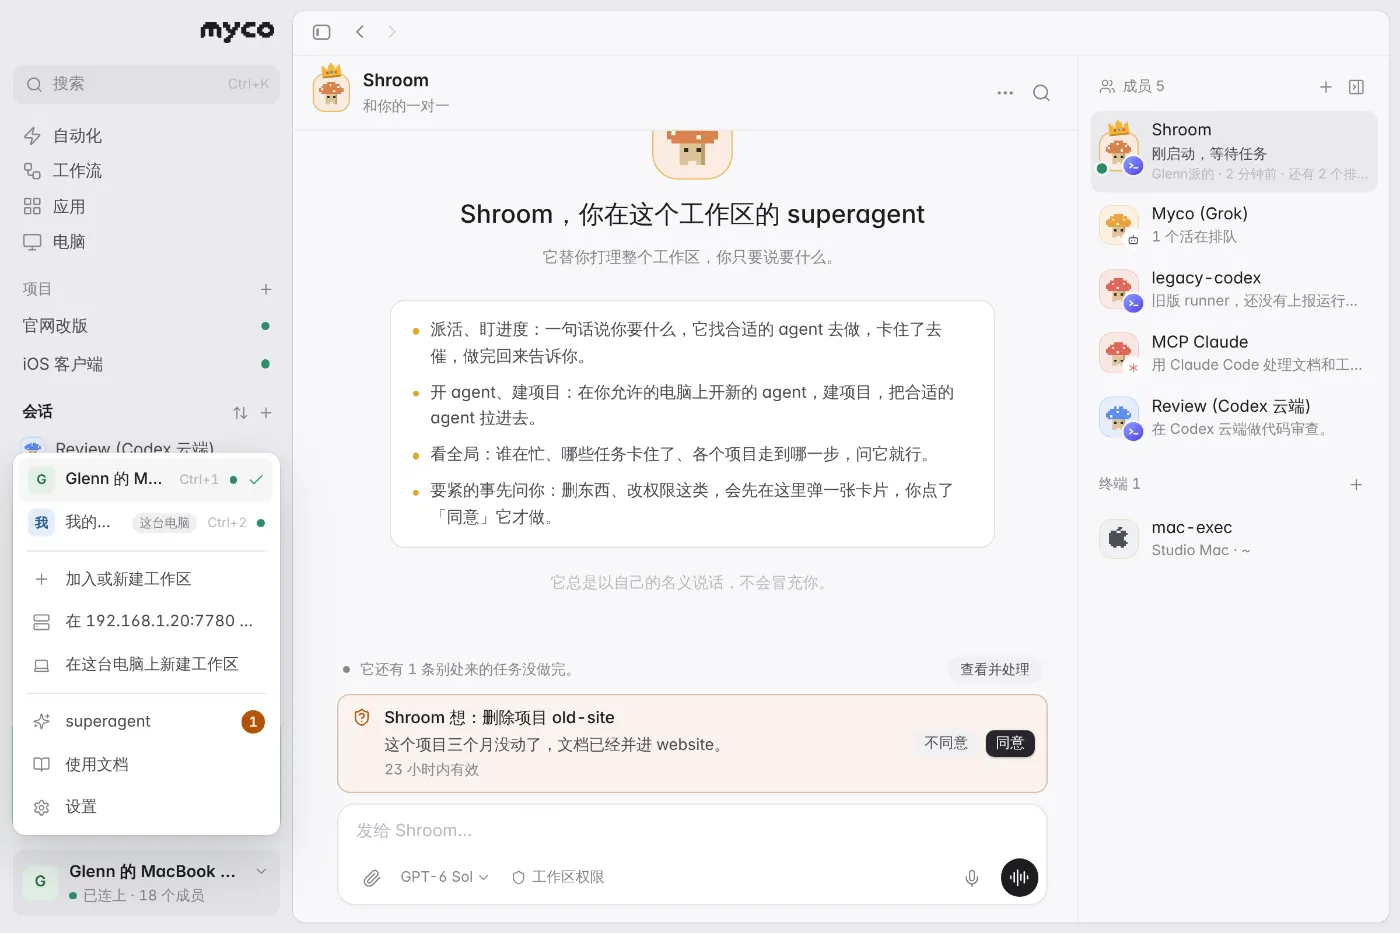 myco
搜索 Ctrl+K
自动化
工作流
应用
电脑
项目
官网改版
iOS 客户端
会话
Review (Codex 云端)
G Glenn 的 M... Ctrl+1
我 我的... 这台电脑 Ctrl+2
加入或新建工作区
在 192.168.1.20:7780 ...
在这台电脑上新建工作区
superagent 1
使用文档
设置
G Glenn 的 MacBook ...
已连上 · 18 个成员
Shroom
和你的一对一
Shroom，你在这个工作区的 superagent
它替你打理整个工作区，你只要说要什么。
派活、盯进度：一句话说你要什么，它找合适的 agent 去做，卡住了去
催，做完回来告诉你。
开 agent、建项目：在你允许的电脑上开新的 agent，建项目，把合适的
agent 拉进去。
看全局：谁在忙、哪些任务卡住了、各个项目走到哪一步，问它就行。
要紧的事先问你：删东西、改权限这类，会先在这里弹一张卡片，你点了
「同意」它才做。
它总是以自己的名义说话，不会冒充你。
它还有 1 条别处来的任务没做完。 查看并处理
Shroom 想：删除项目 old-site
这个项目三个月没动了，文档已经并进 website。
23 小时内有效
不同意 同意
发给 Shroom...
GPT-6 Sol 工作区权限
成员 5
Shroom
刚启动，等待任务
Glenn派的 · 2 分钟前 · 还有 2 个排...
Myco (Grok)
1 个活在排队
legacy-codex
旧版 runner，还没有上报运行...
MCP Claude
用 Claude Code 处理文档和工...
Review (Codex 云端)
在 Codex 云端做代码审查。
终端 1
mac-exec
Studio Mac · ~